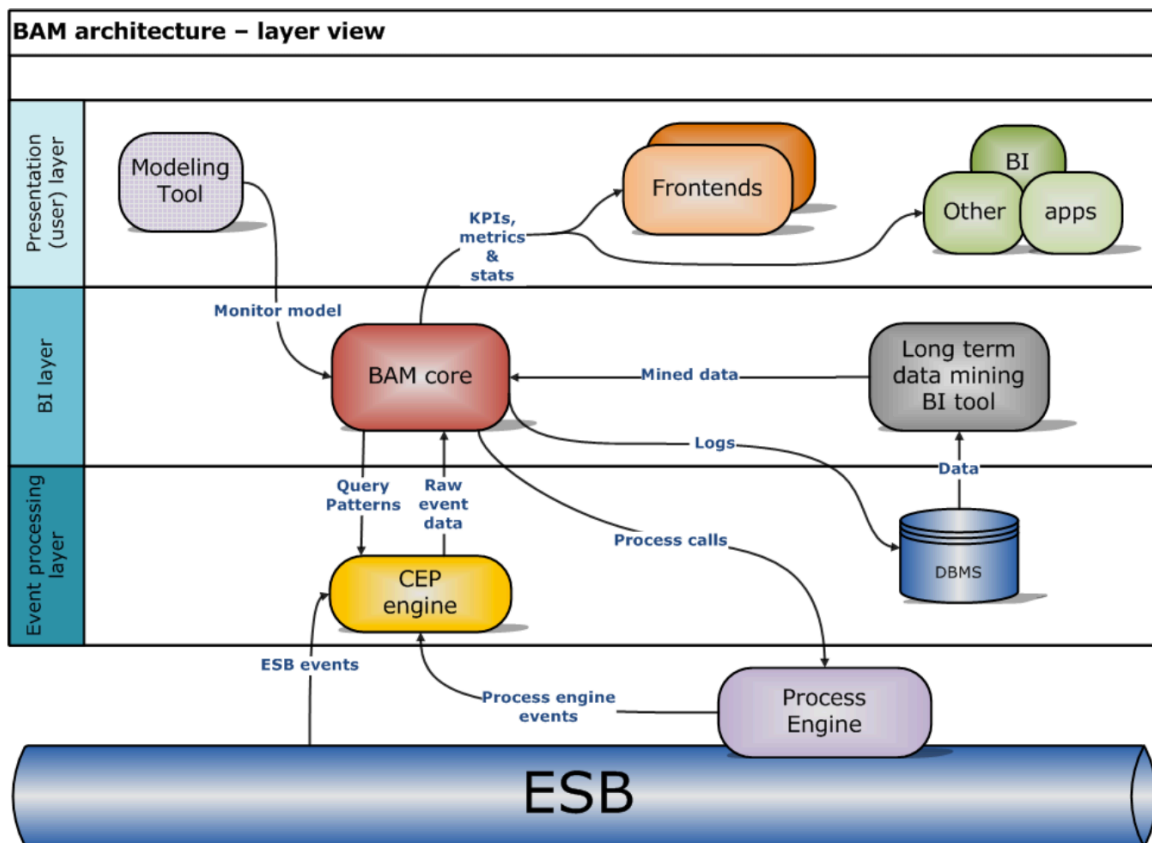 BAM architecture – layer view
Presentation
(user) layer
Modeling
Tool
Frontends
BI
Other
apps
KPIs,
metrics
&
stats
Monitor model
BI layer
BAM core
Mined data
Long term
data mining
BI tool
Logs
Data
Event processing
layer
Query
Patterns
Raw
event
data
Process calls
DBMS
CEP
engine
ESB events
Process engine
events
Process
Engine
ESB